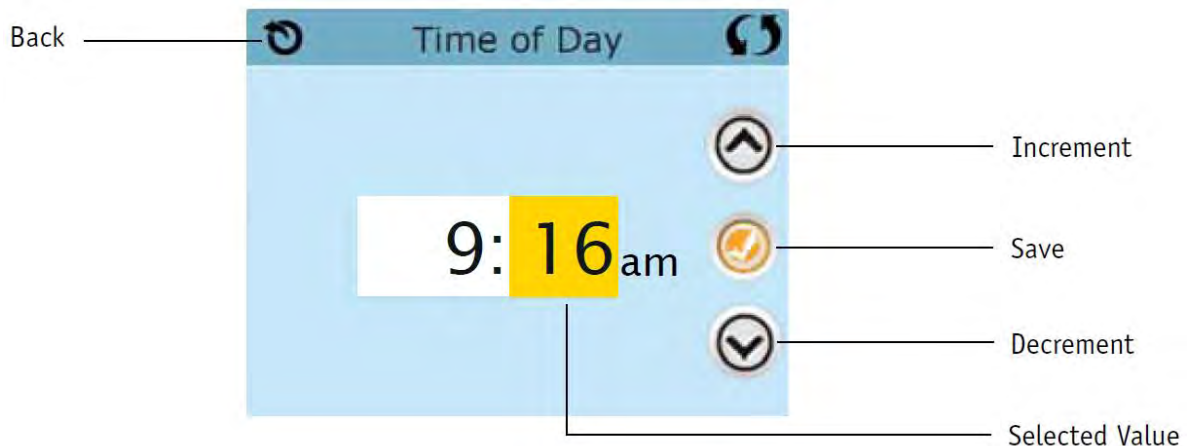 Back
Time of Day
Increment
9:16am
Save
Decrement
Selected Value